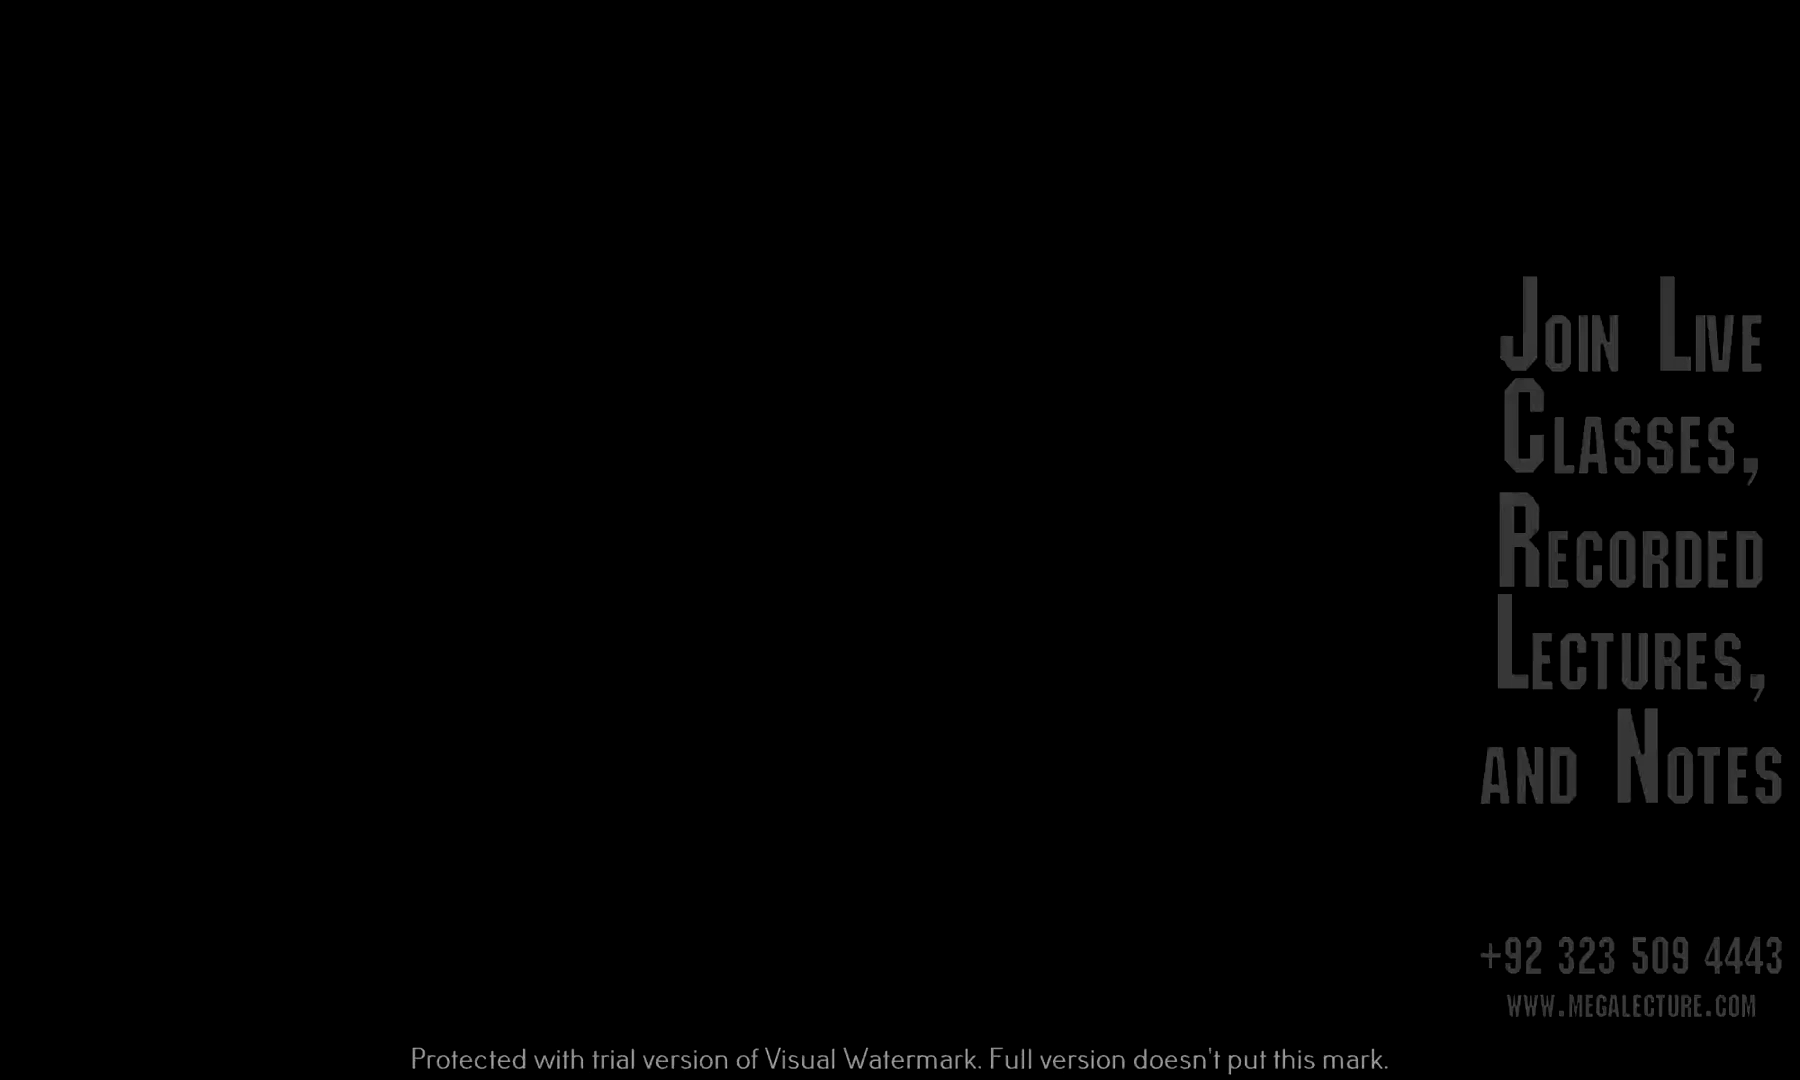 Join Live
Classes,
Recorded
Lectures,
and Notes
+92 323 509 4443
www.megalecture.com
Protected with trial version of Visual Watermark. Full version doesn't put this mark.